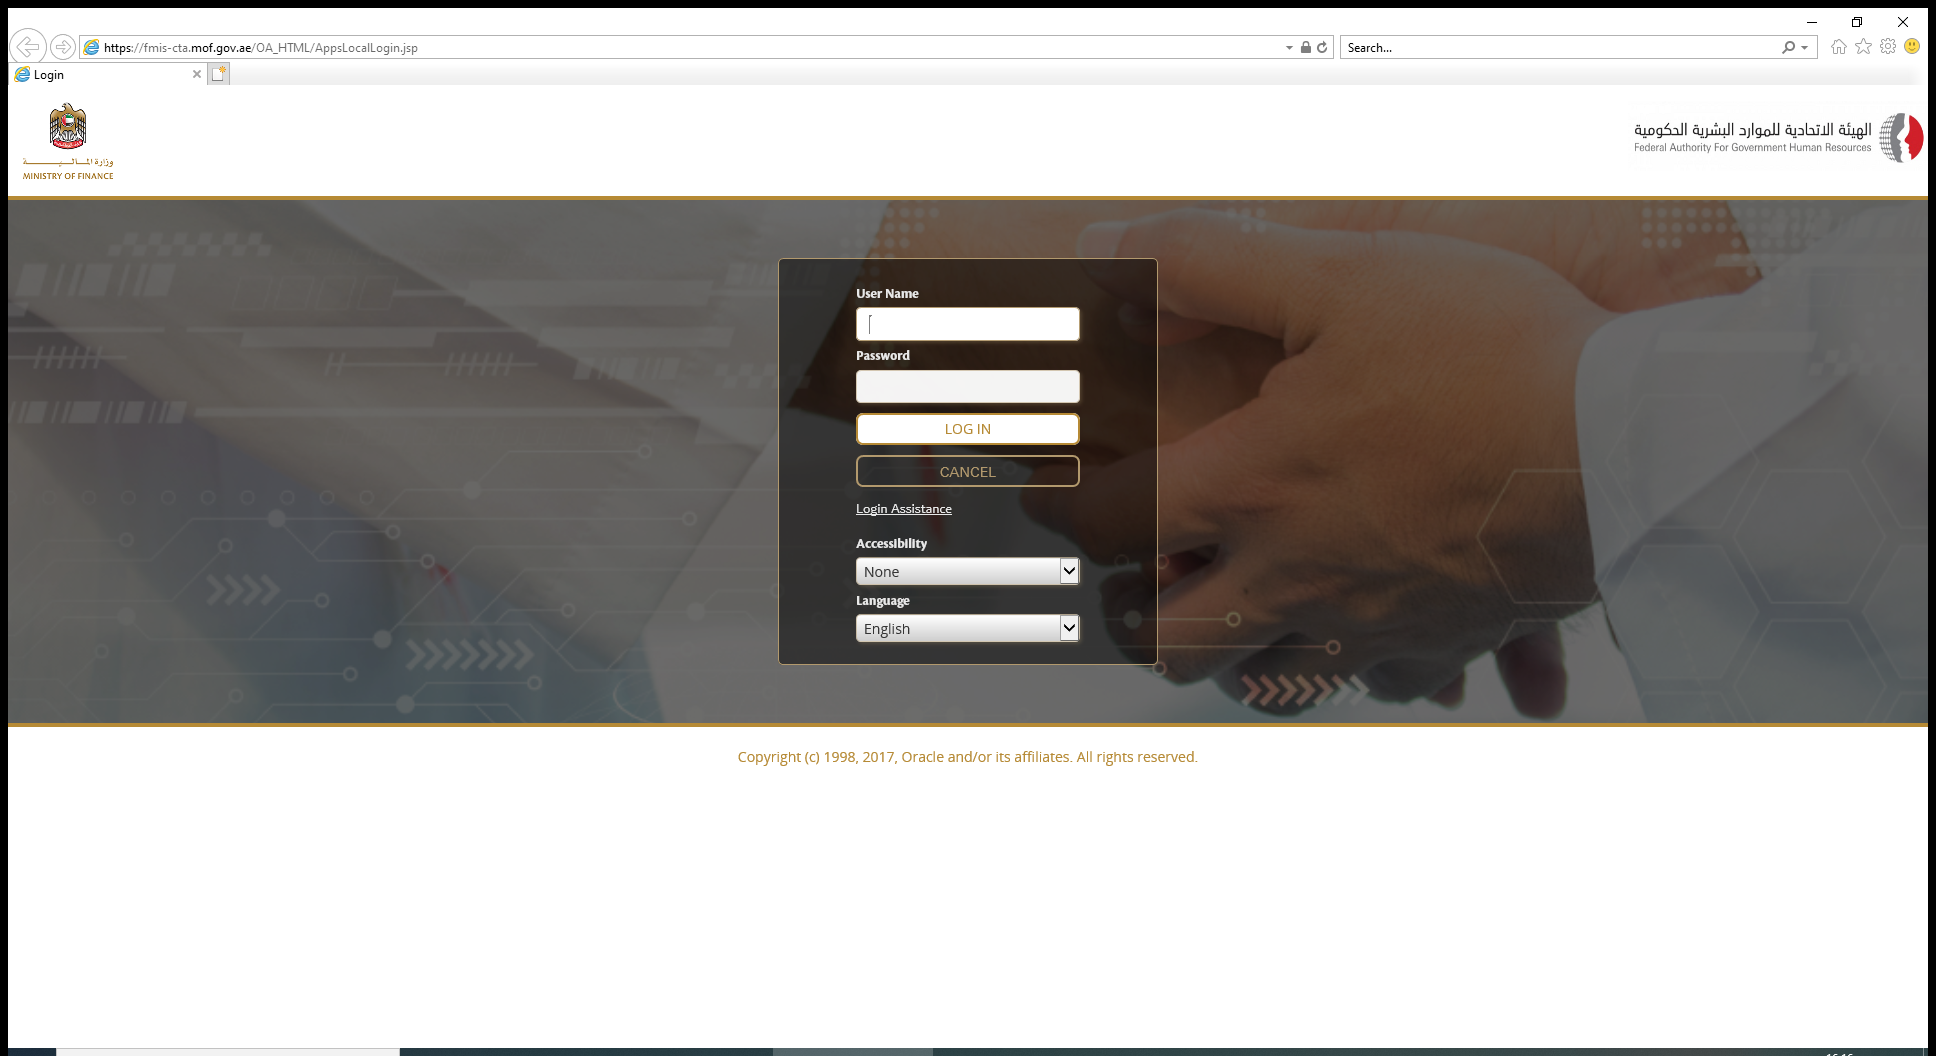 https://fmis-cta.mof.gov.ae/OA_HTML/AppsLocalLogin.jsp
Search...
Login
وزارة المالية
MINISTRY OF FINANCE
الهيئة الاتحادية للموارد البشرية الحكومية
Federal Authority For Government Human Resources
User Name
Password
LOG IN
CANCEL
Login Assistance
Accessibility
None
Language
English
Copyright (c) 1998, 2017, Oracle and/or its affiliates. All rights reserved.